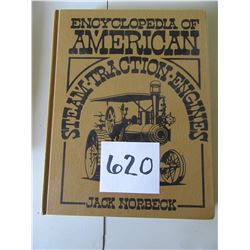 ENCYCLOPEDIA OF
AMERICAN
STEAM·TRACTION·ENGINES
620
JACK NORBECK